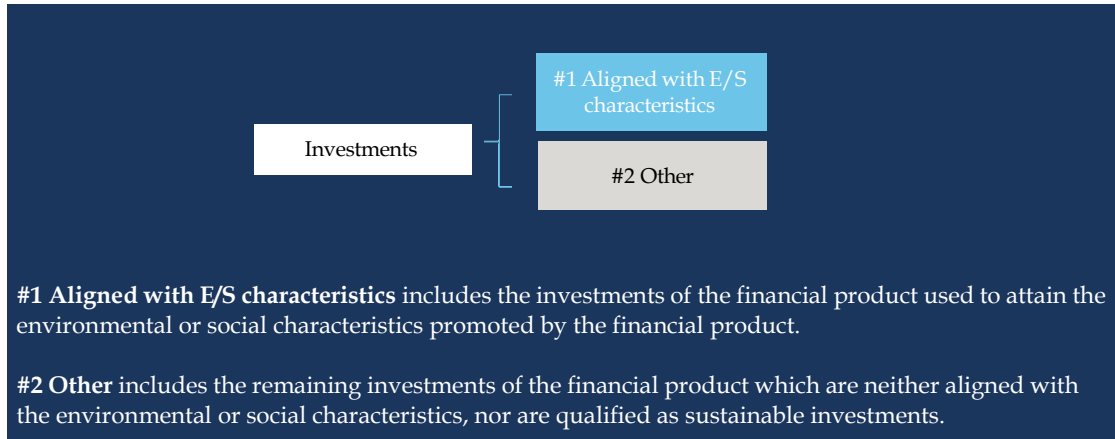 #1 Aligned with E/S
characteristics
Investments
#2 Other
#1 Aligned with E/S characteristics includes the investments of the financial product used to attain the
environmental or social characteristics promoted by the financial product.
#2 Other includes the remaining investments of the financial product which are neither aligned with
the environmental or social characteristics, nor are qualified as sustainable investments.